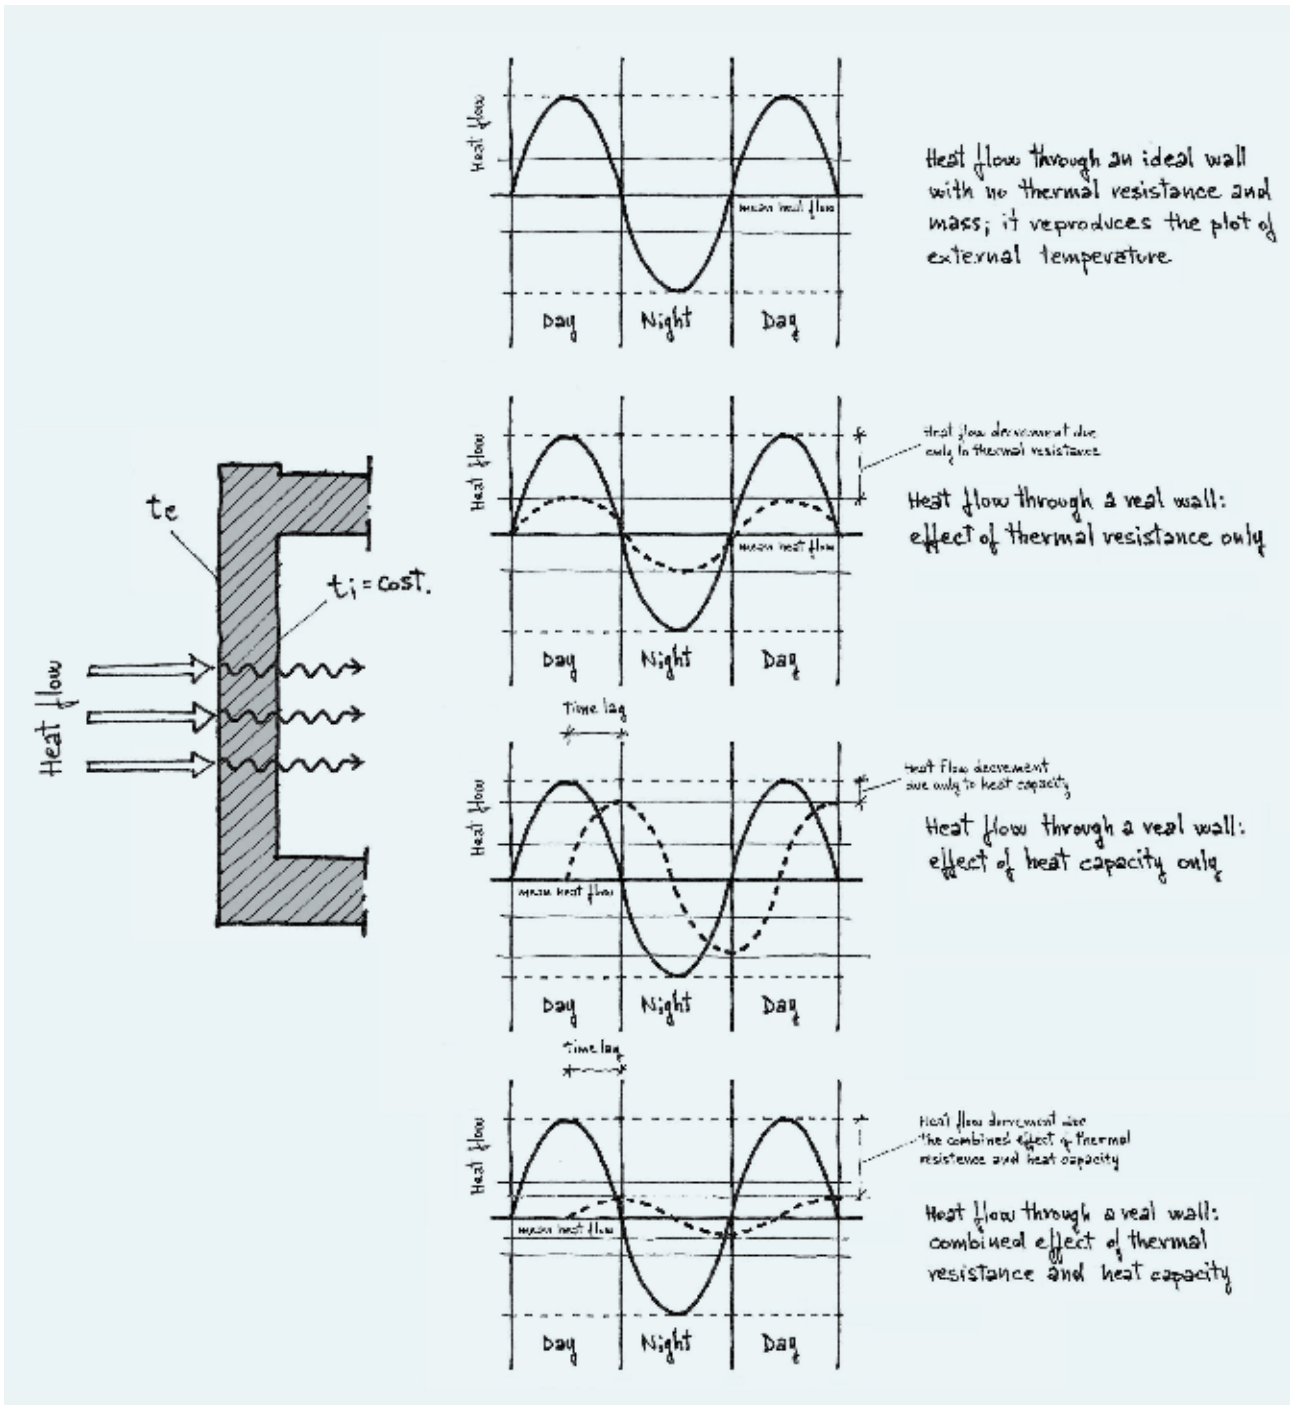 Heat flow
te
ti = cost.
Heat flow
mean heat flow
Day
Night
Day
Heat flow through an ideal wall
with no thermal resistance and
mass; it reproduces the plot of
external temperature
Heat flow
mean heat flow
Day
Night
Day
Heat flow decrement due
only to thermal resistance
Heat flow through a real wall:
effect of thermal resistance only
Time lag
Heat flow
mean heat flow
Day
Night
Day
Heat flow decrement
due only to heat capacity
Heat flow through a real wall:
effect of heat capacity only
Time lag
Heat flow
mean heat flow
Day
Night
Day
Heat flow decrement due
the combined effect of thermal
resistence and heat capacity
Heat flow through a real wall:
combined effect of thermal
resistance and heat capacity